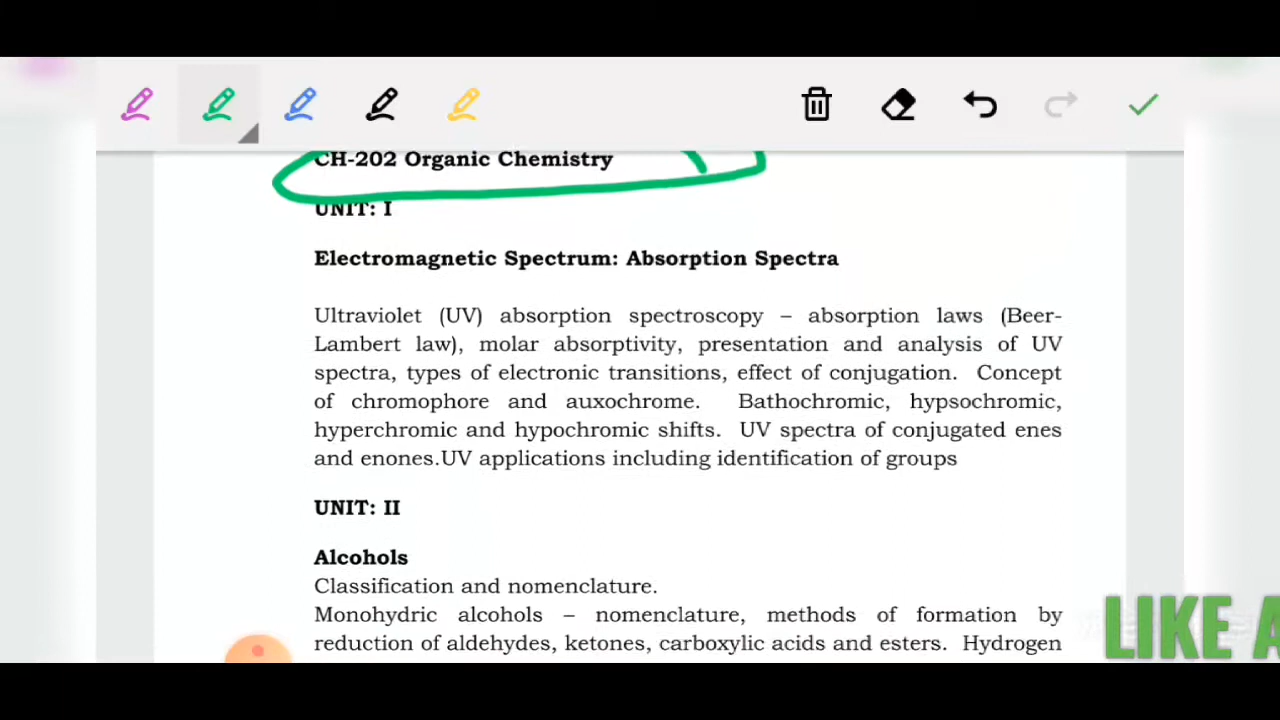 CH-202 Organic Chemistry
UNIT: I
Electromagnetic Spectrum: Absorption Spectra
Ultraviolet (UV) absorption spectroscopy – absorption laws (Beer-
Lambert law), molar absorptivity, presentation and analysis of UV
spectra, types of electronic transitions, effect of conjugation. Concept
of chromophore and auxochrome. Bathochromic, hypsochromic,
hyperchromic and hypochromic shifts. UV spectra of conjugated enes
and enones.UV applications including identification of groups
UNIT: II
Alcohols
Classification and nomenclature.
Monohydric alcohols – nomenclature, methods of formation by
reduction of aldehydes, ketones, carboxylic acids and esters. Hydrogen
LIKE A